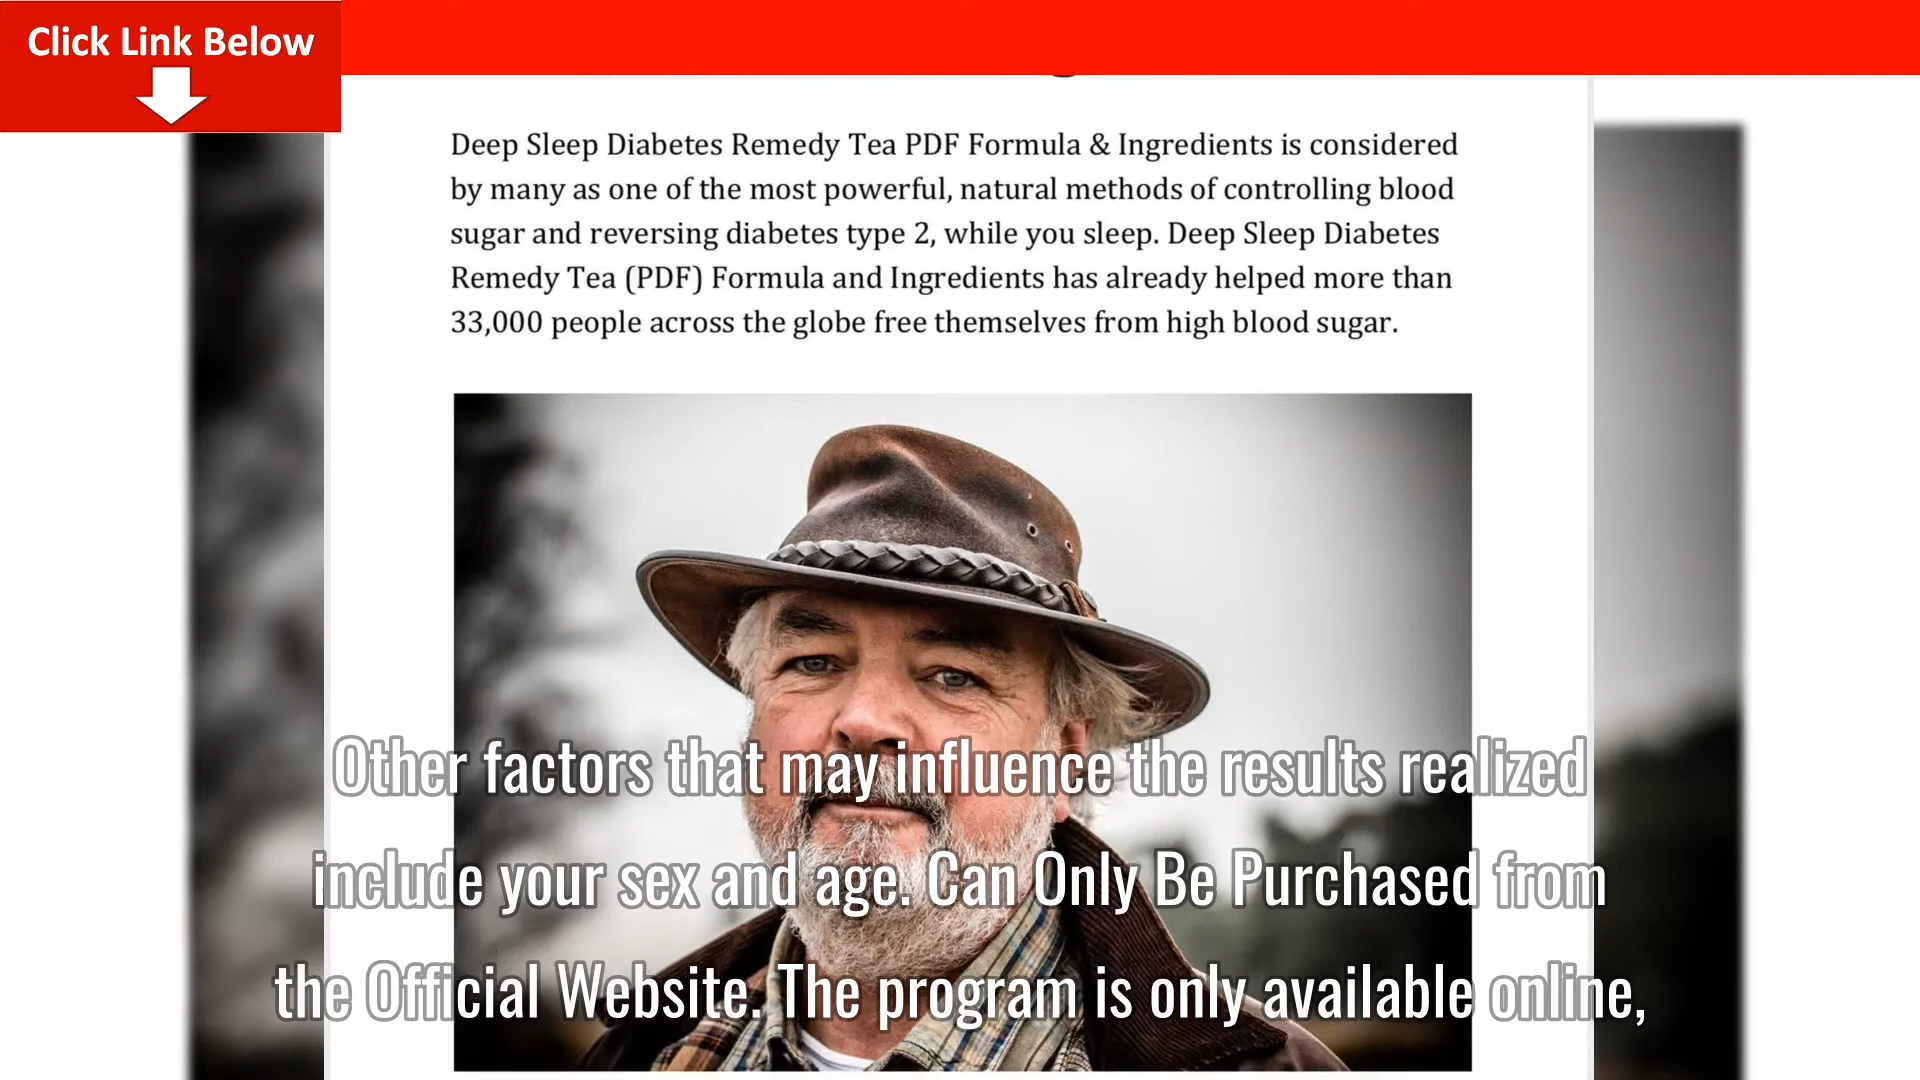 Click Link Below
Deep Sleep Diabetes Remedy Tea PDF Formula & Ingredients is considered
by many as one of the most powerful, natural methods of controlling blood
sugar and reversing diabetes type 2, while you sleep. Deep Sleep Diabetes
Remedy Tea (PDF) Formula and Ingredients has already helped more than
33,000 people across the globe free themselves from high blood sugar.
Other factors that may influence the results realized
include your sex and age. Can Only Be Purchased from
the Official Website. The program is only available online,